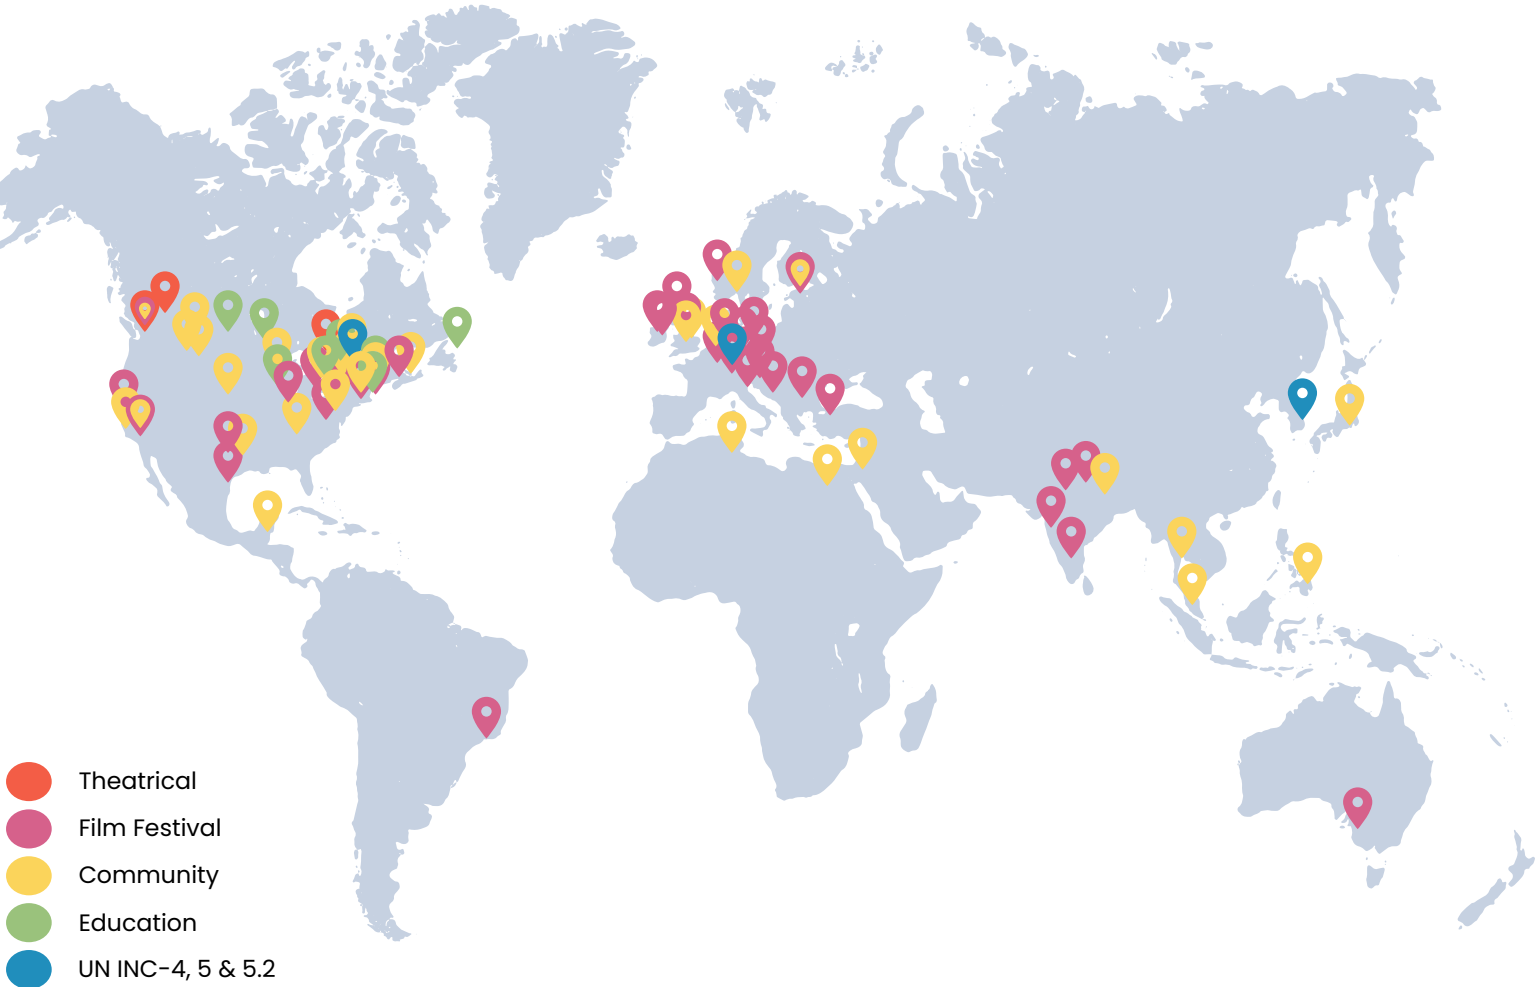 Theatrical
Film Festival
Community
Education
UN INC-4, 5 & 5.2